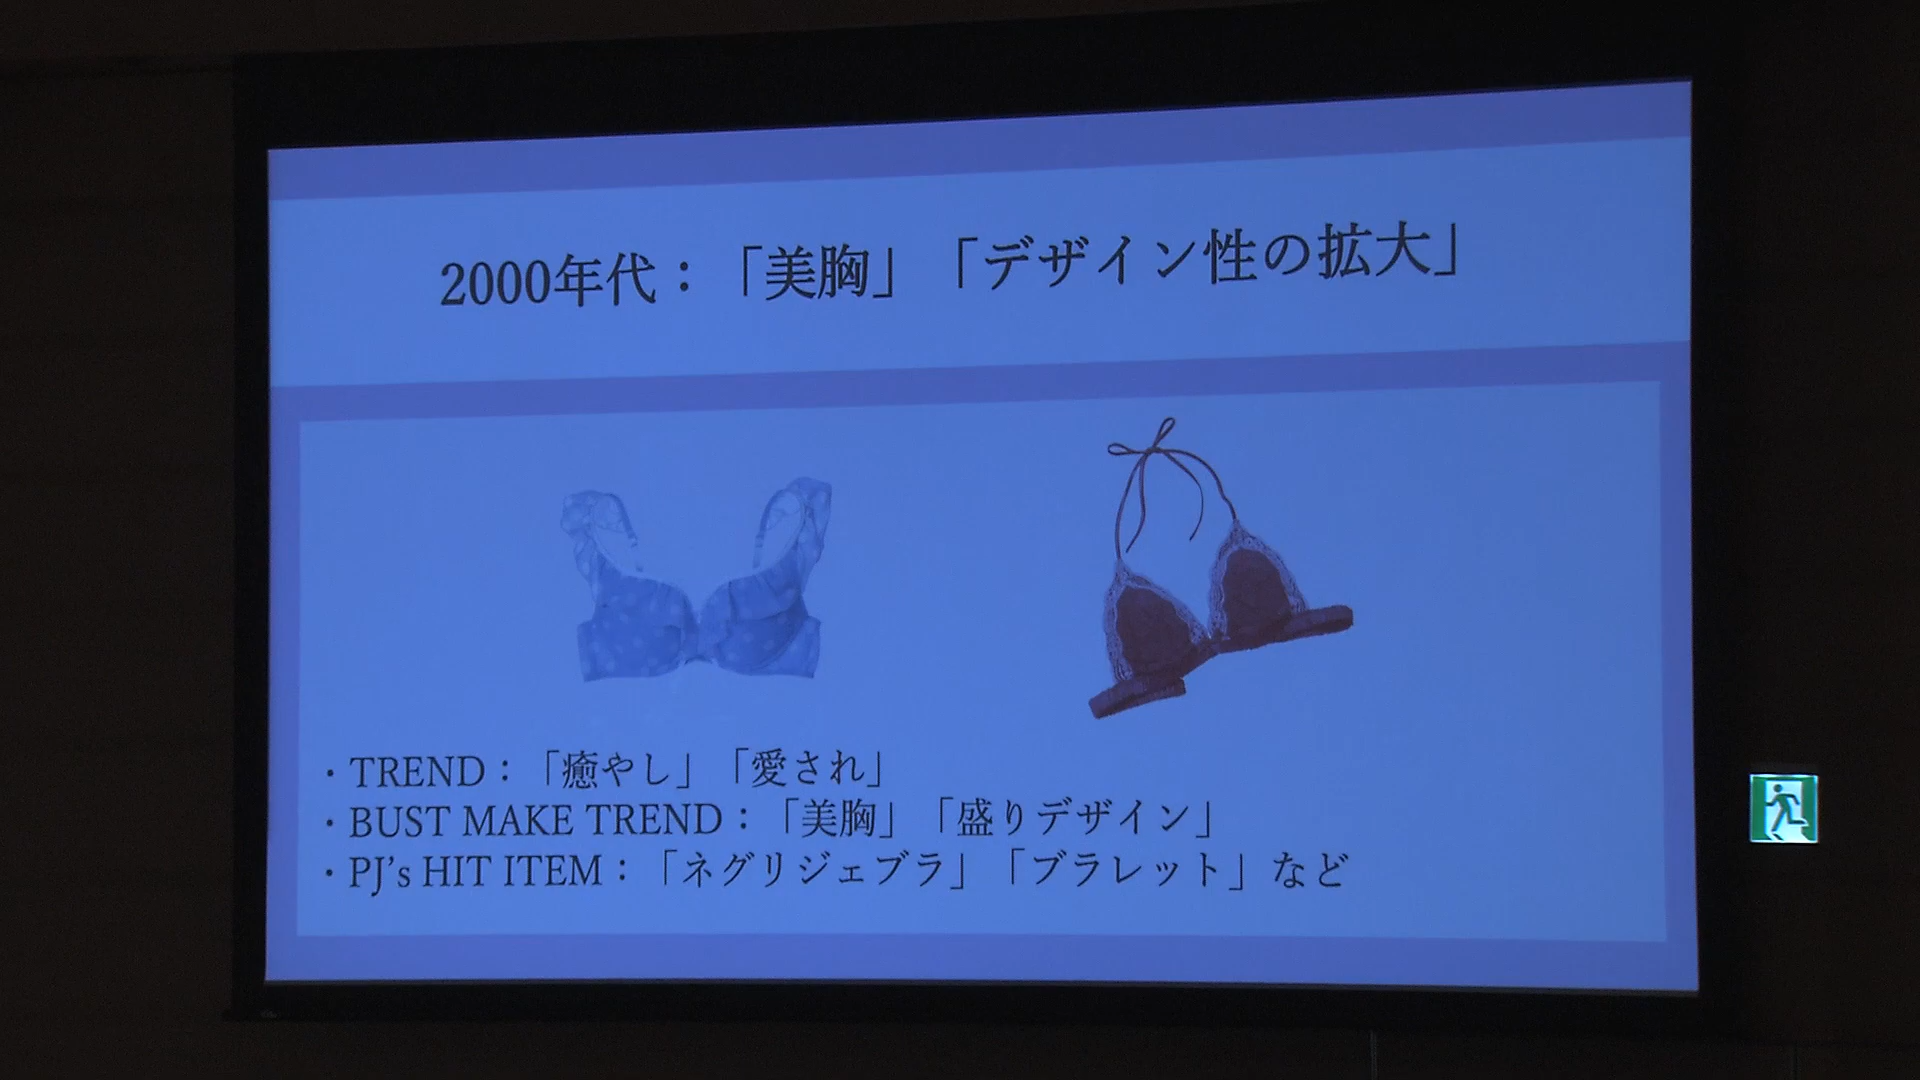 2000年代：「美胸」「デザイン性の拡大」
・TREND：「癒やし」「愛され」
・BUST MAKE TREND：「美胸」「盛りデザイン」
・PJ’s HIT ITEM：「ネグリジェブラ」「ブラレット」など